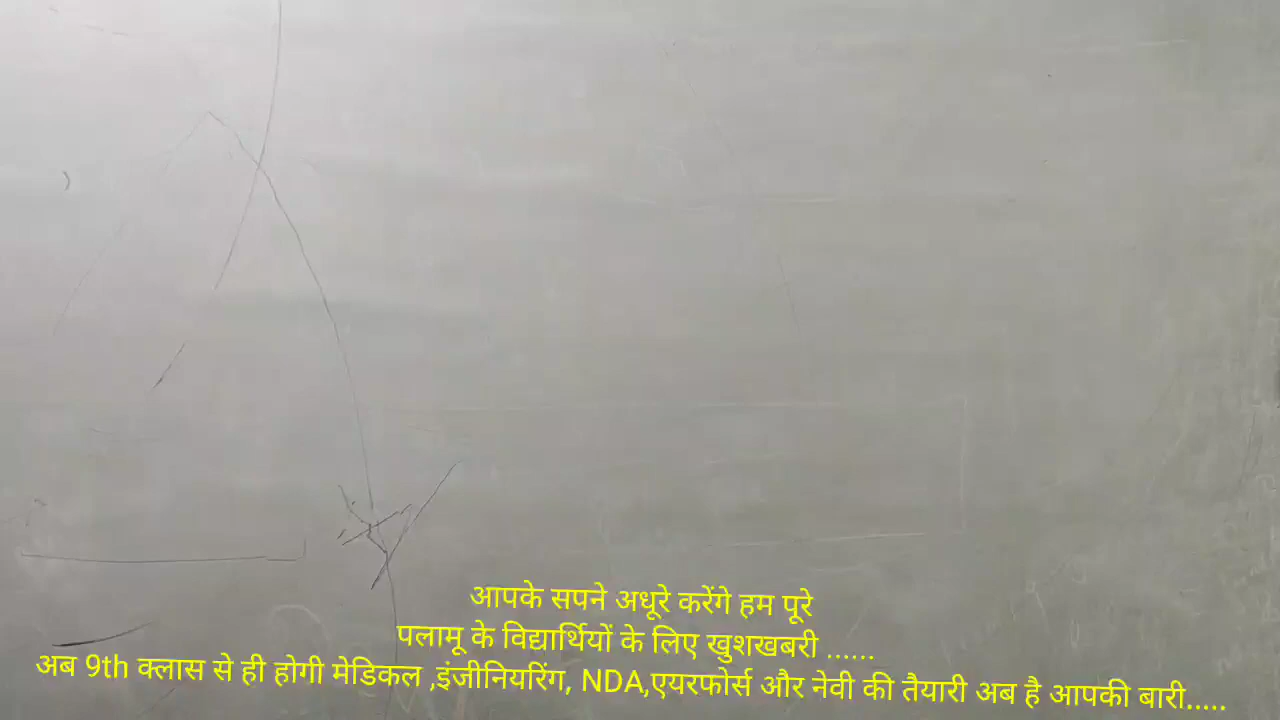 आपके सपने अधूरे करेंगे हम पूरे
पलामू के विद्यार्थियों के लिए खुशखबरी ......
अब 9th क्लास से ही होगी मेडिकल ,इंजीनियरिंग, NDA,एयरफोर्स और नेवी की तैयारी अब है आपकी बारी.....